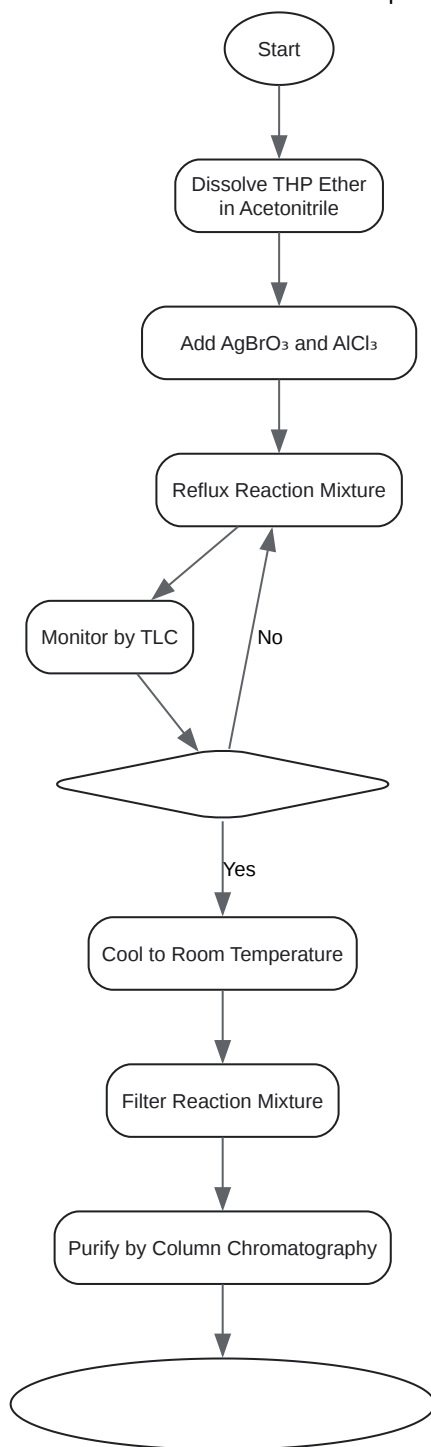 Start
Dissolve THP Ether
in Acetonitrile
Add AgBrO₃ and AlCl₃
Reflux Reaction Mixture
Monitor by TLC
No
Yes
Cool to Room Temperature
Filter Reaction Mixture
Purify by Column Chromatography